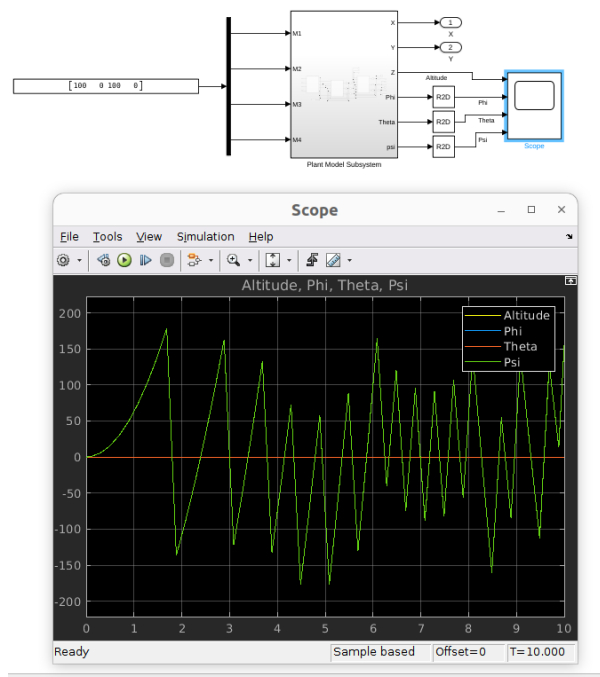 [100 0 100 0]
M1
M2
M3
M4
X
Y
Z
Phi
Theta
psi
Plant Model Subsystem
1
X
2
Y
Altitude
R2D
Phi
R2D
Theta
R2D
Psi
Scope
Scope
File Tools View Simulation Help
Altitude, Phi, Theta, Psi
Altitude
Phi
Theta
Psi
200
150
100
50
0
-50
-100
-150
-200
0 1 2 3 4 5 6 7 8 9 10
Ready Sample based Offset=0 T=10.000